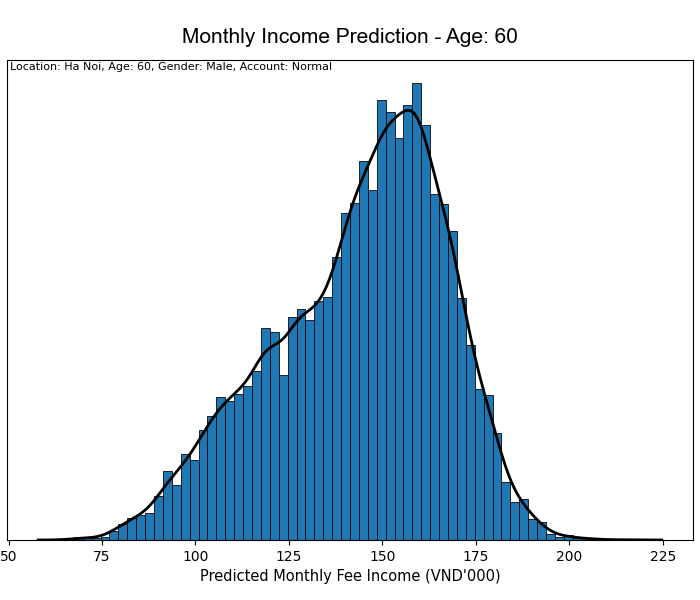 Monthly Income Prediction - Age: 60
Location: Ha Noi, Age: 60, Gender: Male, Account: Normal
50 75 100 125 150 175 200 225
Predicted Monthly Fee Income (VND'000)